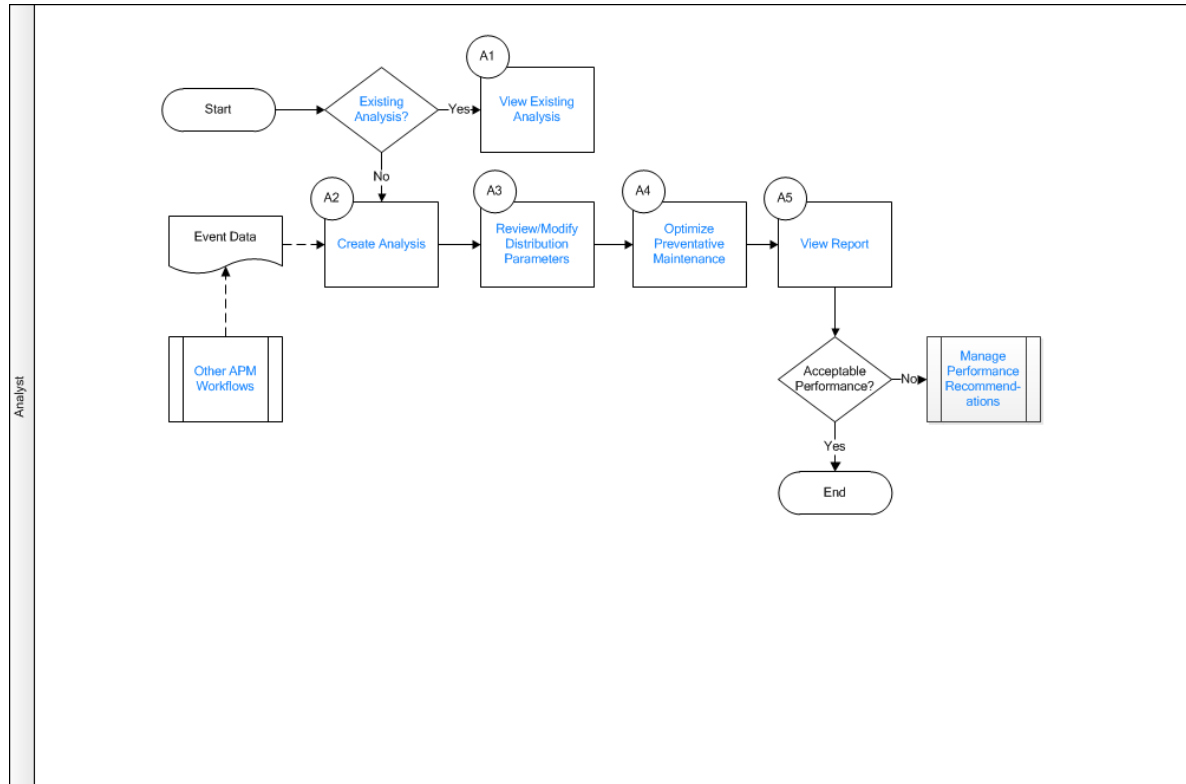 A1
Start
Existing
Analysis?
Yes
View Existing
Analysis
No
A2
A3
A4
A5
Event Data
Create Analysis
Review/Modify
Distribution
Parameters
Optimize
Preventative
Maintenance
View Report
Other APM
Workflows
Acceptable
Performance?
No
Manage
Performance
Recommend-
ations
Analyst
Yes
End